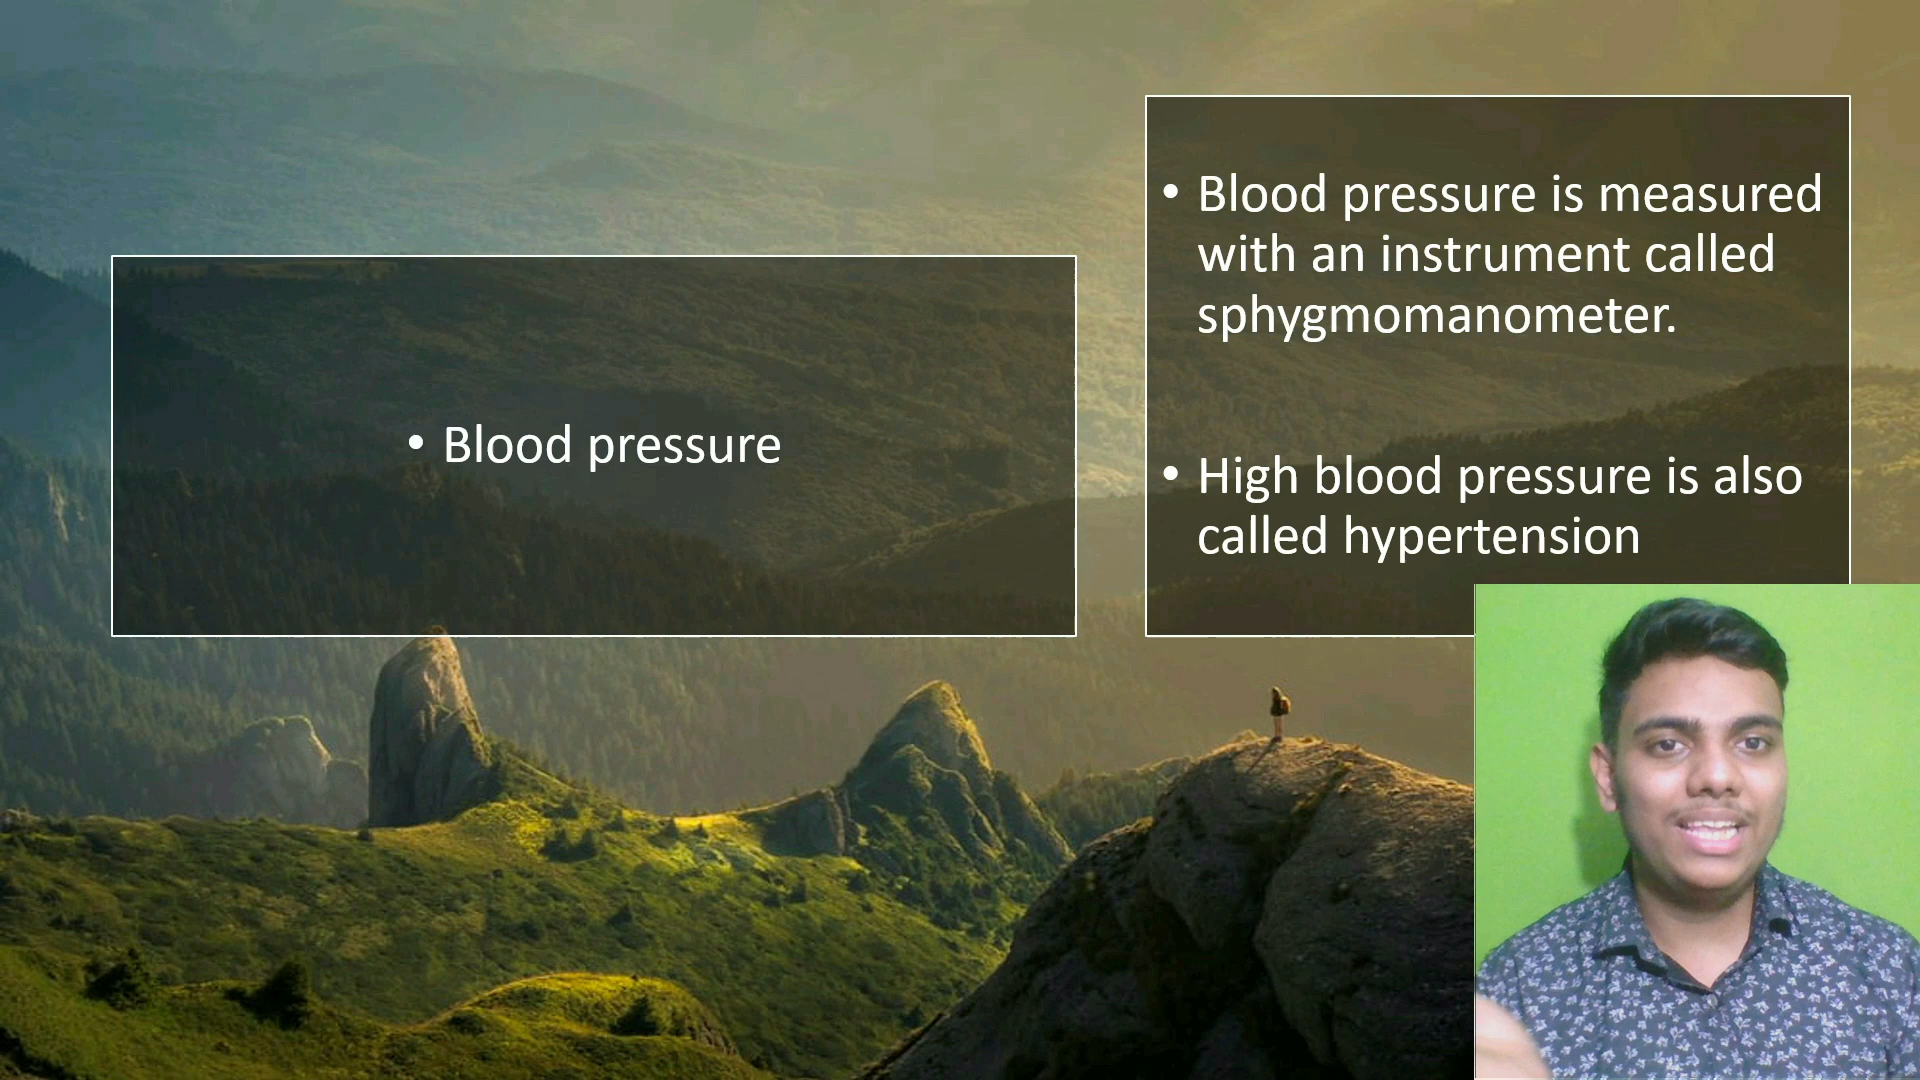 • Blood pressure
• Blood pressure is measured
with an instrument called
sphygmomanometer.
• High blood pressure is also
called hypertension